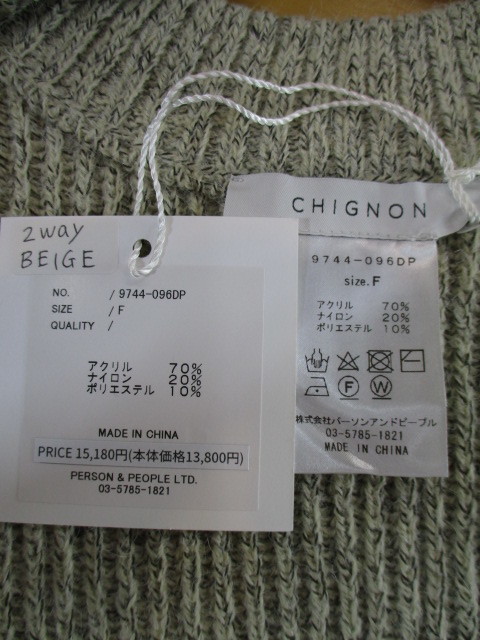 2way
BEIGE
NO. / 9744-096DP
SIZE / F
QUALITY /
アクリル 70%
ナイロン 20%
ポリエステル 10%
MADE IN CHINA
PRICE 15,180円(本体価格13,800円)
PERSON & PEOPLE LTD.
03-5785-1821
CHIGNON
9744-096DP
size.F
アクリル 70%
ナイロン 20%
ポリエステル 10%
F W
株式会社パーソンアンドピープル
03-5785-1821
MADE IN CHINA